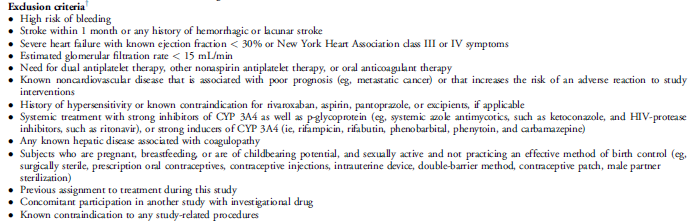 Exclusion criteria†
• High risk of bleeding
• Stroke within 1 month or any history of hemorrhagic or lacunar stroke
• Severe heart failure with known ejection fraction < 30% or New York Heart Association class III or IV symptoms
• Estimated glomerular filtration rate < 15 mL/min
• Need for dual antiplatelet therapy, other nonaspirin antiplatelet therapy, or oral anticoagulant therapy
• Known noncardiovascular disease that is associated with poor prognosis (eg, metastatic cancer) or that increases the risk of an adverse reaction to study
interventions
• History of hypersensitivity or known contraindication for rivaroxaban, aspirin, pantoprazole, or excipients, if applicable
• Systemic treatment with strong inhibitors of CYP 3A4 as well as p-glycoprotein (eg, systemic azole antimycotics, such as ketoconazole, and HIV-protease
inhibitors, such as ritonavir), or strong inducers of CYP 3A4 (ie, rifampicin, rifabutin, phenobarbital, phenytoin, and carbamazepine)
• Any known hepatic disease associated with coagulopathy
• Subjects who are pregnant, breastfeeding, or are of childbearing potential, and sexually active and not practicing an effective method of birth control (eg,
surgically sterile, prescription oral contraceptives, contraceptive injections, intrauterine device, double-barrier method, contraceptive patch, male partner
sterilization)
• Previous assignment to treatment during this study
• Concomitant participation in another study with investigational drug
• Known contraindication to any study-related procedures